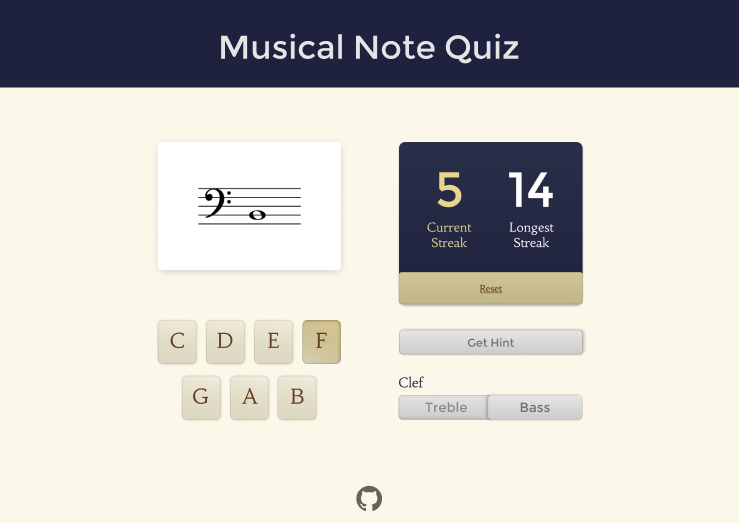 Musical Note Quiz
5
Current
Streak
14
Longest
Streak
Reset
C D E F
G A B
Get Hint
Clef
Treble Bass